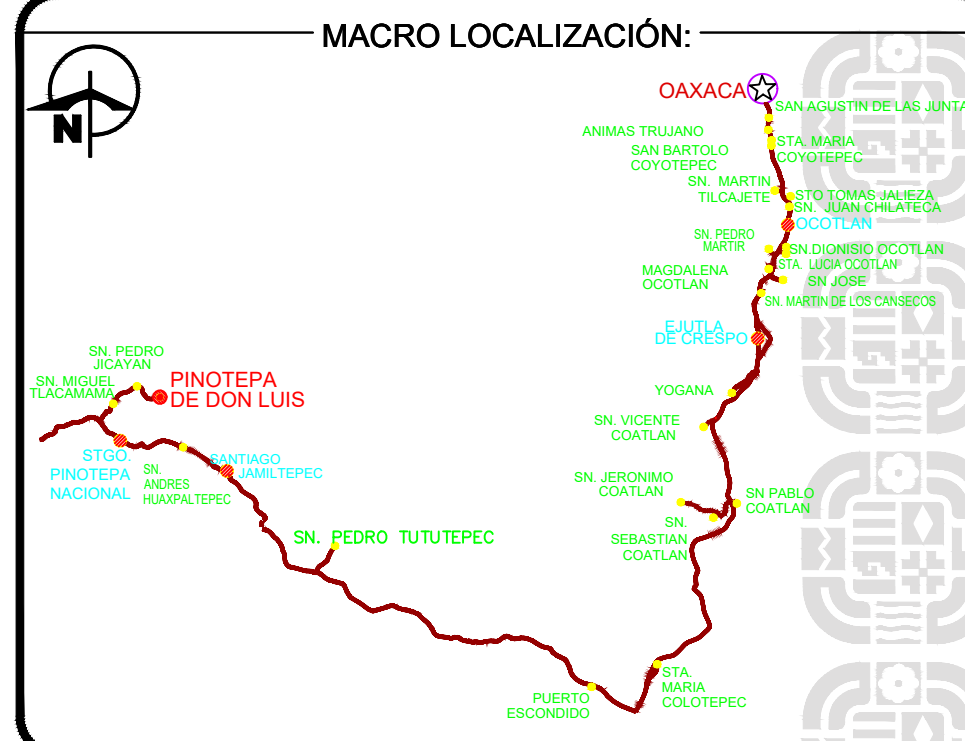 MACRO LOCALIZACIÓN:
N
OAXACA
SAN AGUSTIN DE LAS JUNTA
ANIMAS TRUJANO
STA. MARIA
COYOTEPEC
SAN BARTOLO
COYOTEPEC
SN. MARTIN
TILCAJETE
STO TOMAS JALIEZA
SN. JUAN CHILATECA
OCOTLAN
SN. PEDRO
MARTIR
SN.DIONISIO OCOTLAN
STA. LUCIA OCOTLAN
MAGDALENA
OCOTLAN
SN JOSE
SN. MARTIN DE LOS CANSECOS
EJUTLA
DE CRESPO
SN. PEDRO
JICAYAN
SN. MIGUEL
TLACAMAMA
PINOTEPA
DE DON LUIS
YOGANA
SN. VICENTE
COATLAN
STGO.
PINOTEPA
NACIONAL
SN.
ANDRES
HUAXPALTEPEC
SANTIAGO
JAMILTEPEC
SN. JERONIMO
COATLAN
SN PABLO
COATLAN
SN.
SEBASTIAN
COATLAN
SN. PEDRO TUTUTEPEC
STA.
MARIA
COLOTEPEC
PUERTO
ESCONDIDO